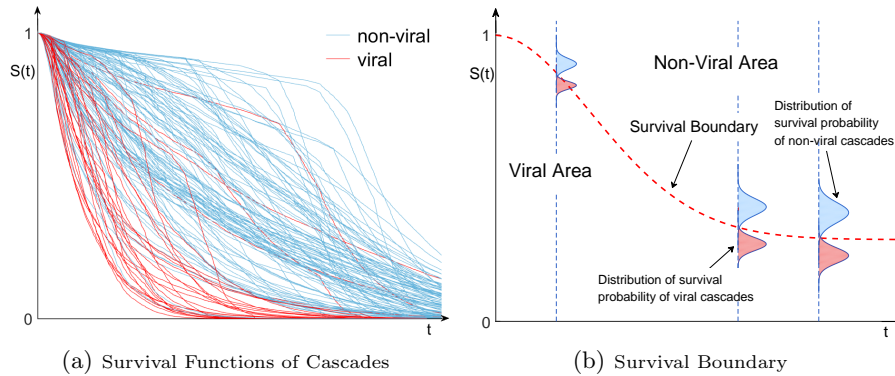 1
S(t)
0
t
non-viral
viral
(a) Survival Functions of Cascades
1
S(t)
0
t
Non-Viral Area
Viral Area
Survival Boundary
Distribution of
survival probability
of non-viral cascades
Distribution of survival
probability of viral cascades
(b) Survival Boundary